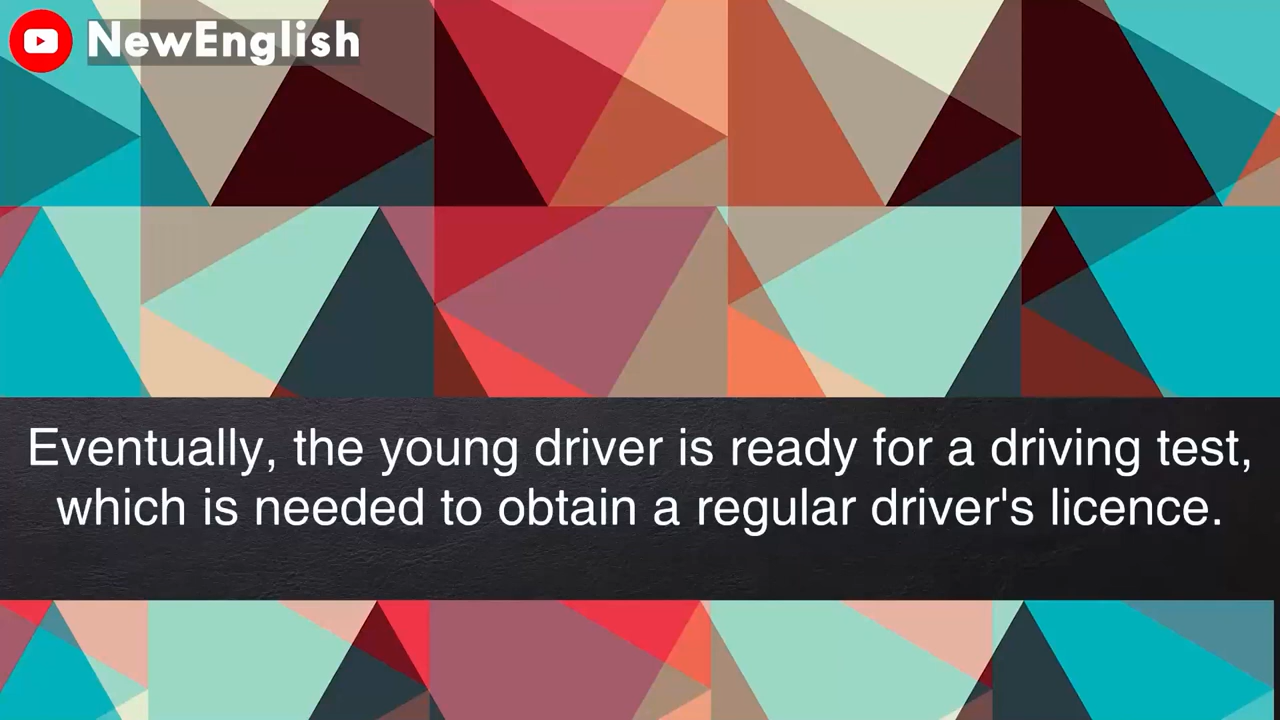 NewEnglish
Eventually, the young driver is ready for a driving test,
which is needed to obtain a regular driver's licence.